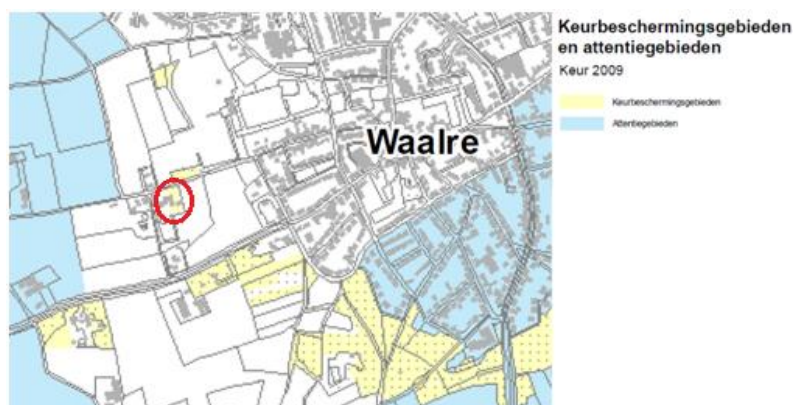 Keurbeschermingsgebieden
en attentiegebieden
Keur 2009
Keurbeschermingsgebieden
Attentiegebieden
Waalre